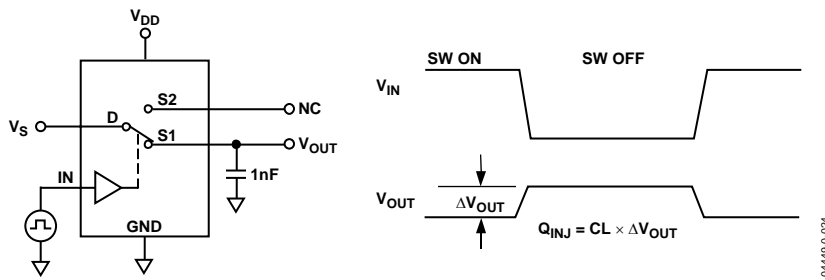 VDD
SW ON
SW OFF
VIN
S2
NC
VS
D
S1
VOUT
IN
1nF
GND
VOUT
ΔVOUT
QINJ = CL × ΔVOUT